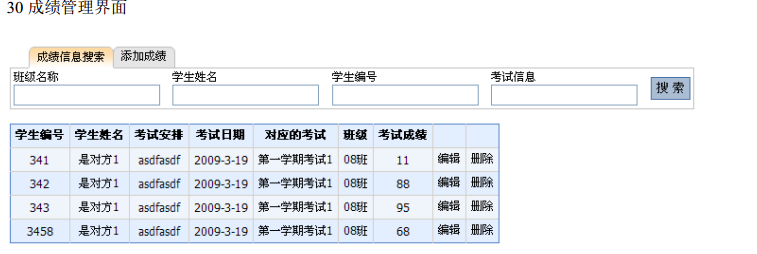 30 成绩管理界面
成绩信息搜索 添加成绩
班级名称 学生姓名 学生编号 考试信息
搜 索
学生编号 学生姓名 考试安排 考试日期 对应的考试 班级 考试成绩
341 是对方1 asdfasdf 2009-3-19 第一学期考试1 08班 11 编辑 删除
342 是对方1 asdfasdf 2009-3-19 第一学期考试1 08班 88 编辑 删除
343 是对方1 asdfasdf 2009-3-19 第一学期考试1 08班 95 编辑 删除
3458 是对方1 asdfasdf 2009-3-19 第一学期考试1 08班 68 编辑 删除